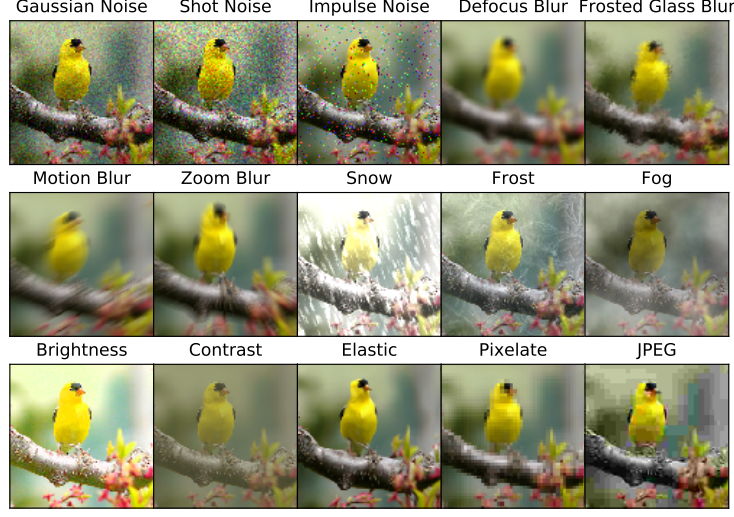 Gaussian Noise Shot Noise Impulse Noise Defocus Blur Frosted Glass Blur
Motion Blur Zoom Blur Snow Frost Fog
Brightness Contrast Elastic Pixelate JPEG